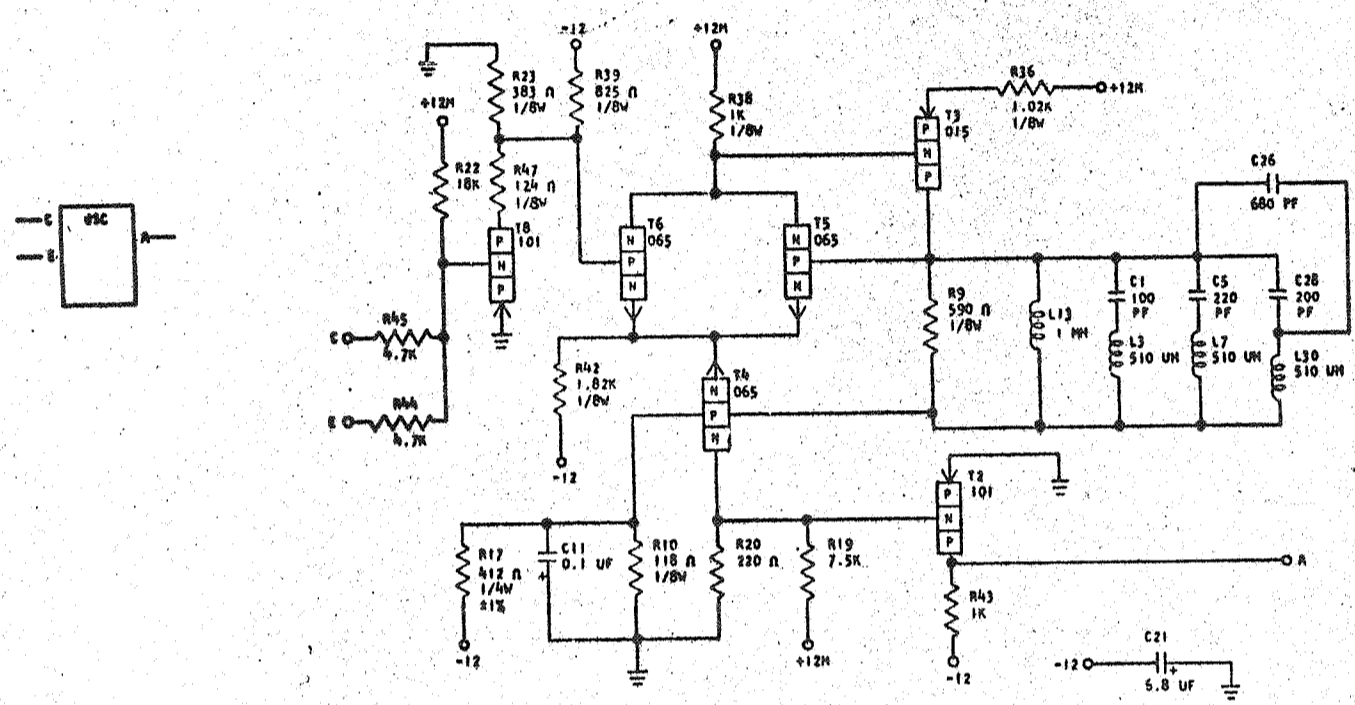 -12
+12M
R23
383 Ω
1/8W
R39
825 Ω
1/8W
R38
1K
1/8W
R36
1.02K
1/8W
+12M
+12M
T3
015
P
N
P
R22
18K
R47
124 Ω
1/8W
C26
680 PF
C
E
OSC
A
T8
101
P
N
P
T6
065
N
P
N
T5
065
N
P
N
R9
590 Ω
1/8W
L13
1 MH
C1
100
PF
C5
220
PF
C28
200
PF
C
R45
4.7K
L3
510 UH
L7
510 UH
L30
510 UH
R42
1.82K
1/8W
T4
065
N
P
N
E
R44
4.7K
-12
T2
101
P
N
P
R17
412 Ω
1/4W
±1%
C11
0.1 UF
+
R10
118 Ω
1/8W
R20
220 Ω
R19
7.5K
A
R43
1K
-12
+12M
-12
C21
-12
+
6.8 UF